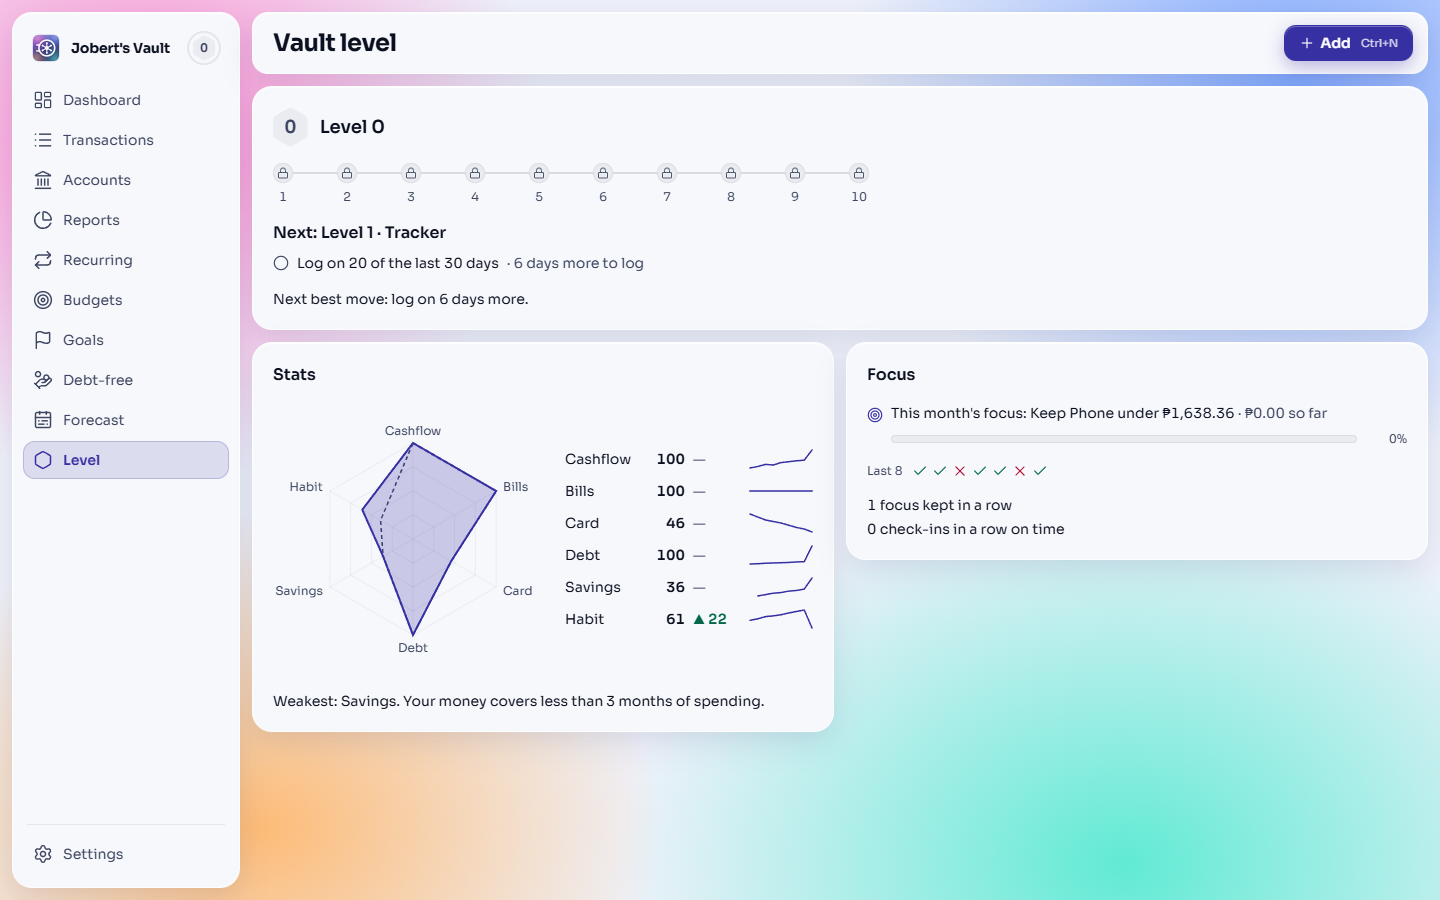 Jobert's Vault
0
Dashboard
Transactions
Accounts
Reports
Recurring
Budgets
Goals
Debt-free
Forecast
Level
Settings
Vault level
Add Ctrl+N
0 Level 0
1 2 3 4 5 6 7 8 9 10
Next: Level 1 · Tracker
Log on 20 of the last 30 days · 6 days more to log
Next best move: log on 6 days more.
Stats
Cashflow
Habit Bills
Savings Card
Debt
Cashflow 100 —
Bills 100 —
Card 46 —
Debt 100 —
Savings 36 —
Habit 61 ▲ 22
Weakest: Savings. Your money covers less than 3 months of spending.
Focus
This month's focus: Keep Phone under ₱1,638.36 · ₱0.00 so far
0%
Last 8
1 focus kept in a row
0 check-ins in a row on time